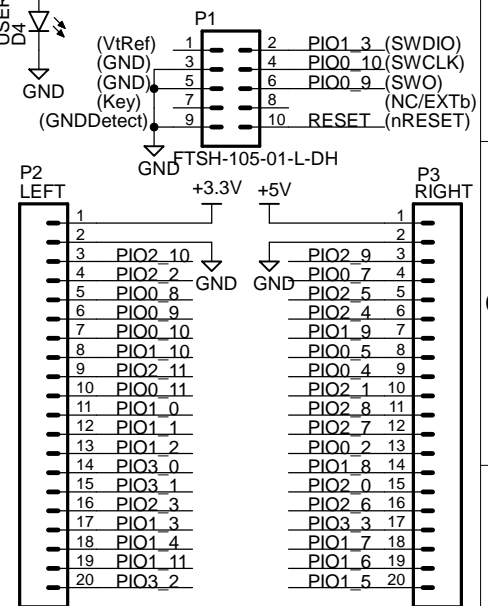 USER
D4
GND
P1
(VtRef) 1 2 PIO1_3 (SWDIO)
(GND) 3 4 PIO0_10 (SWCLK)
(GND) 5 6 PIO0_9 (SWO)
(Key) 7 8 (NC/EXTb)
(GNDDetect) 9 10 RESET (nRESET)
GND
FTSH-105-01-L-DH
P2
LEFT
+3.3V
+5V
P3
RIGHT
1 1
2 2
3 PIO2_10 PIO2_9 3
4 PIO2_2 GND GND PIO0_7 4
5 PIO0_8 PIO2_5 5
6 PIO0_9 PIO2_4 6
7 PIO0_10 PIO1_9 7
8 PIO1_10 PIO0_5 8
9 PIO2_11 PIO0_4 9
10 PIO0_11 PIO2_1 10
11 PIO1_0 PIO2_8 11
12 PIO1_1 PIO2_7 12
13 PIO1_2 PIO0_2 13
14 PIO3_0 PIO1_8 14
15 PIO3_1 PIO2_0 15
16 PIO2_3 PIO2_6 16
17 PIO1_3 PIO3_3 17
18 PIO1_4 PIO1_7 18
19 PIO1_11 PIO1_6 19
20 PIO3_2 PIO1_5 20